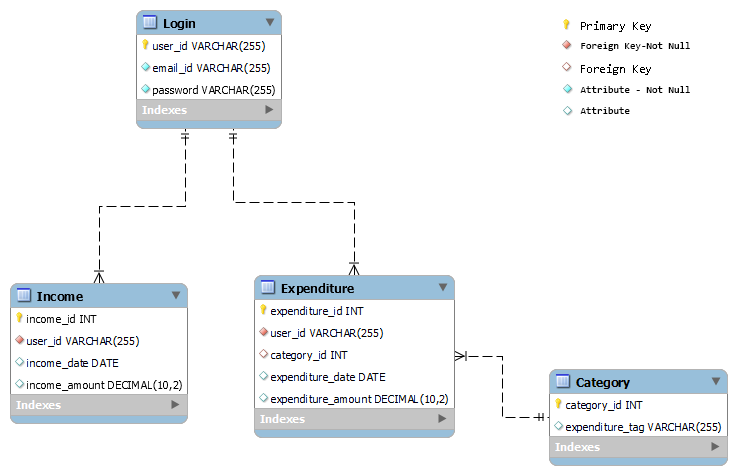 Login
user_id VARCHAR(255)
email_id VARCHAR(255)
password VARCHAR(255)
Indexes
Primary Key
Foreign Key-Not Null
Foreign Key
Attribute - Not Null
Attribute
Income
income_id INT
user_id VARCHAR(255)
income_date DATE
income_amount DECIMAL(10,2)
Indexes
Expenditure
expenditure_id INT
user_id VARCHAR(255)
category_id INT
expenditure_date DATE
expenditure_amount DECIMAL(10,2)
Indexes
Category
category_id INT
expenditure_tag VARCHAR(255)
Indexes